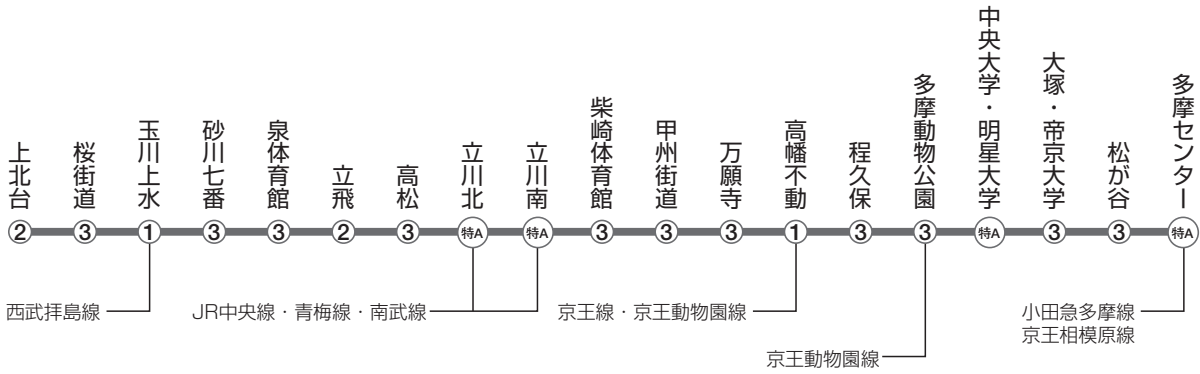 上北台
桜街道
玉川上水
砂川七番
泉体育館
立飛
高松
立川北
立川南
柴崎体育館
甲州街道
万願寺
高幡不動
程久保
多摩動物公園
中央大学・明星大学
大塚・帝京大学
松が谷
多摩センター
② ③ ① ③ ③ ② ③ 特A 特A ③ ③ ③ ① ③ ③ 特A ③ ③ 特A
西武拝島線
JR中央線・青梅線・南武線
京王線・京王動物園線
京王動物園線
小田急多摩線
京王相模原線